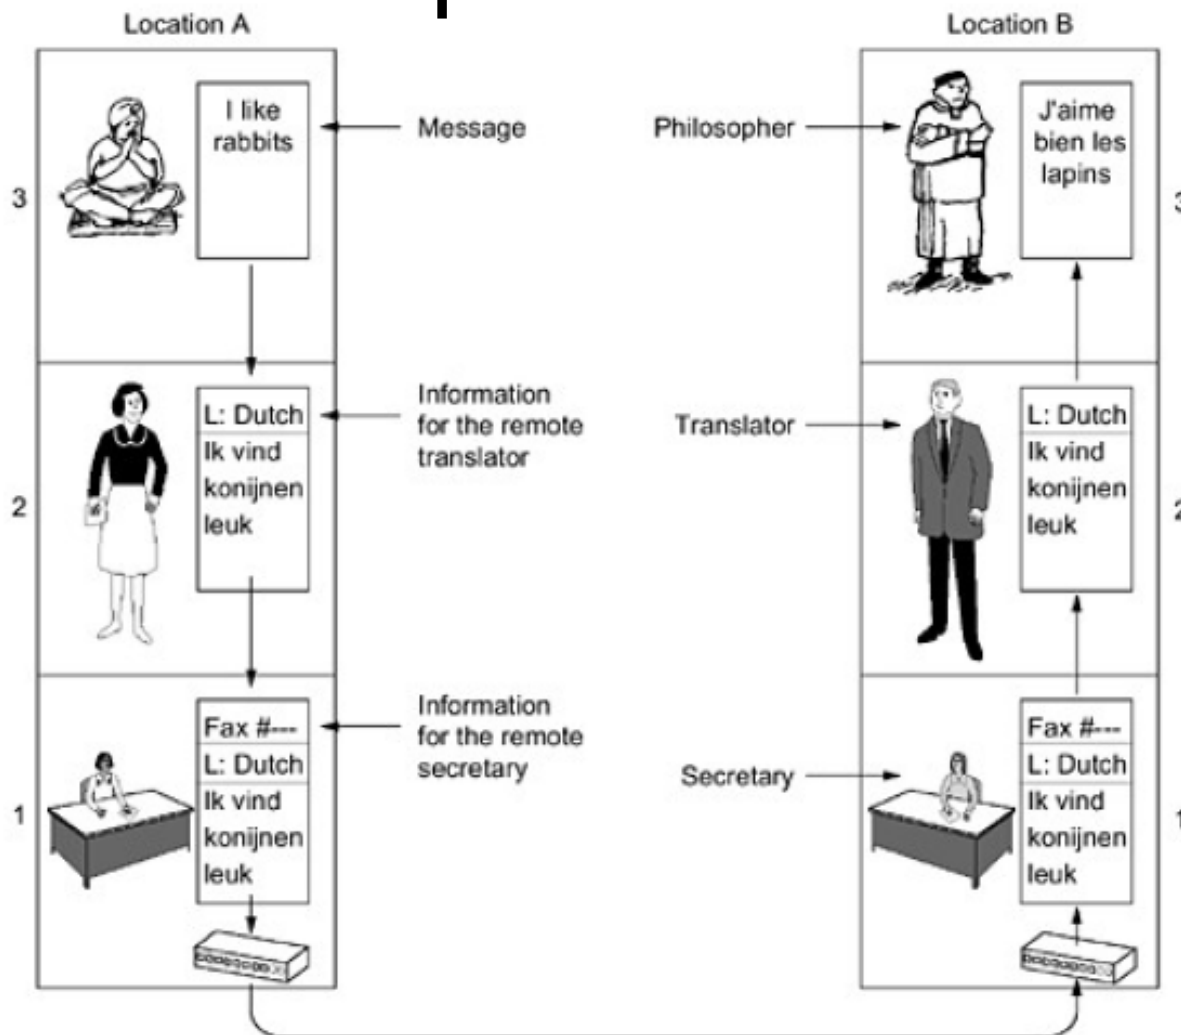 Location A
Location B
I like
rabbits
Message
Philosopher
J'aime
bien les
lapins
3
3
L: Dutch
Ik vind
konijnen
leuk
Information
for the remote
translator
Translator
L: Dutch
Ik vind
konijnen
leuk
2
2
Fax #---
L: Dutch
Ik vind
konijnen
leuk
Information
for the remote
secretary
Secretary
Fax #---
L: Dutch
Ik vind
konijnen
leuk
1
1